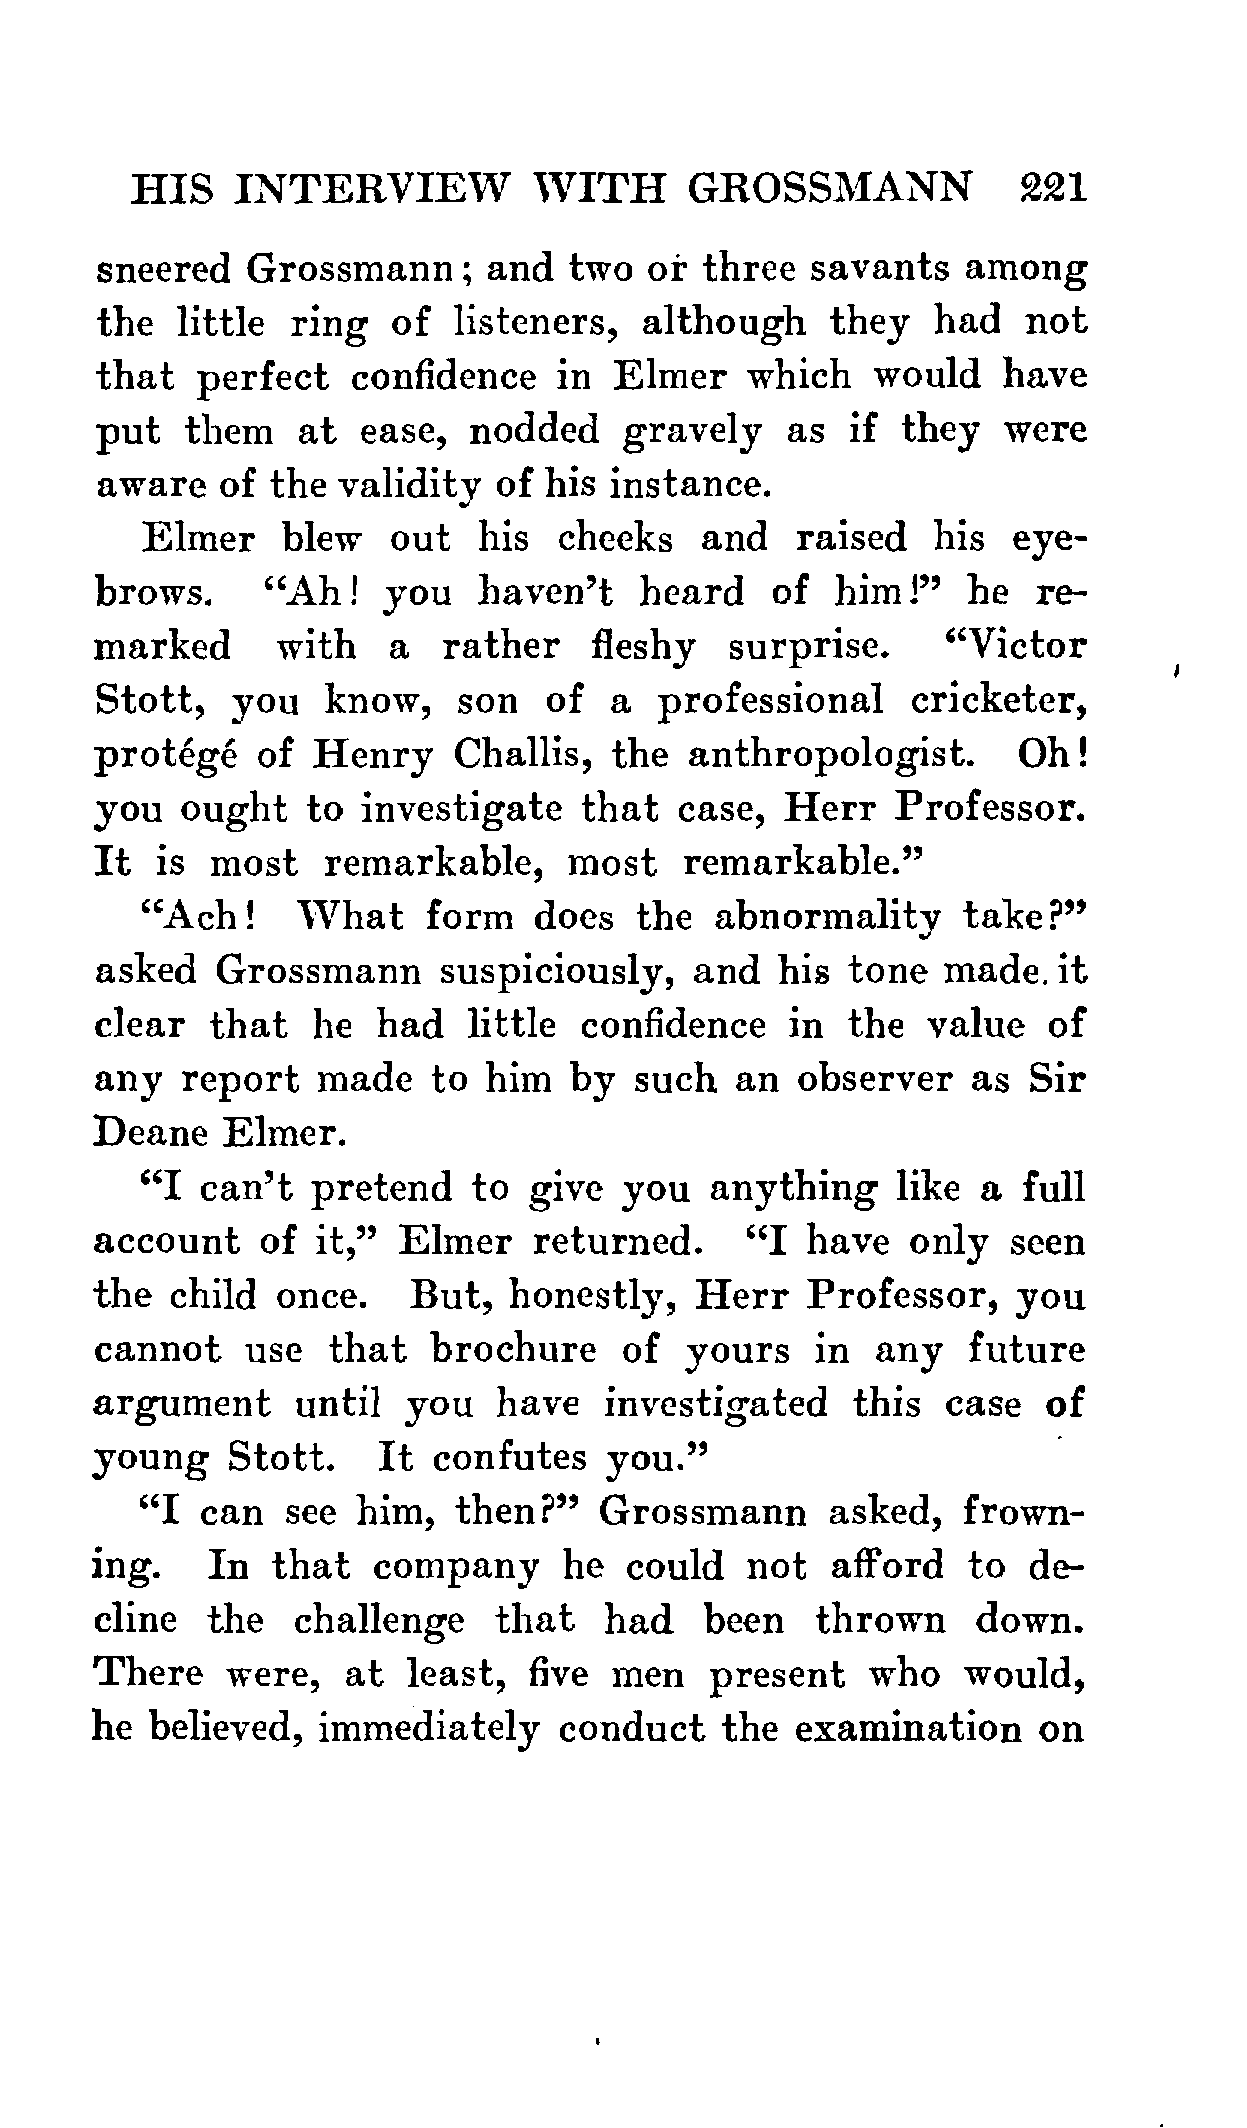 HIS INTERVIEW WITH GROSSMANN 221
sneered Grossmann; and two or three savants among
the little ring of listeners, although they had not
that perfect confidence in Elmer which would have
put them at ease, nodded gravely as if they were
aware of the validity of his instance.
Elmer blew out his cheeks and raised his eye-
brows. “Ah! you haven’t heard of him!” he re-
marked with a rather fleshy surprise. “Victor
Stott, you know, son of a professional cricketer,
protégé of Henry Challis, the anthropologist. Oh!
you ought to investigate that case, Herr Professor.
It is most remarkable, most remarkable.”
“Ach! What form does the abnormality take?”
asked Grossmann suspiciously, and his tone made it
clear that he had little confidence in the value of
any report made to him by such an observer as Sir
Deane Elmer.
“I can’t pretend to give you anything like a full
account of it,” Elmer returned. “I have only seen
the child once. But, honestly, Herr Professor, you
cannot use that brochure of yours in any future
argument until you have investigated this case of
young Stott. It confutes you.”
“I can see him, then?” Grossmann asked, frown-
ing. In that company he could not afford to de-
cline the challenge that had been thrown down.
There were, at least, five men present who would,
he believed, immediately conduct the examination on